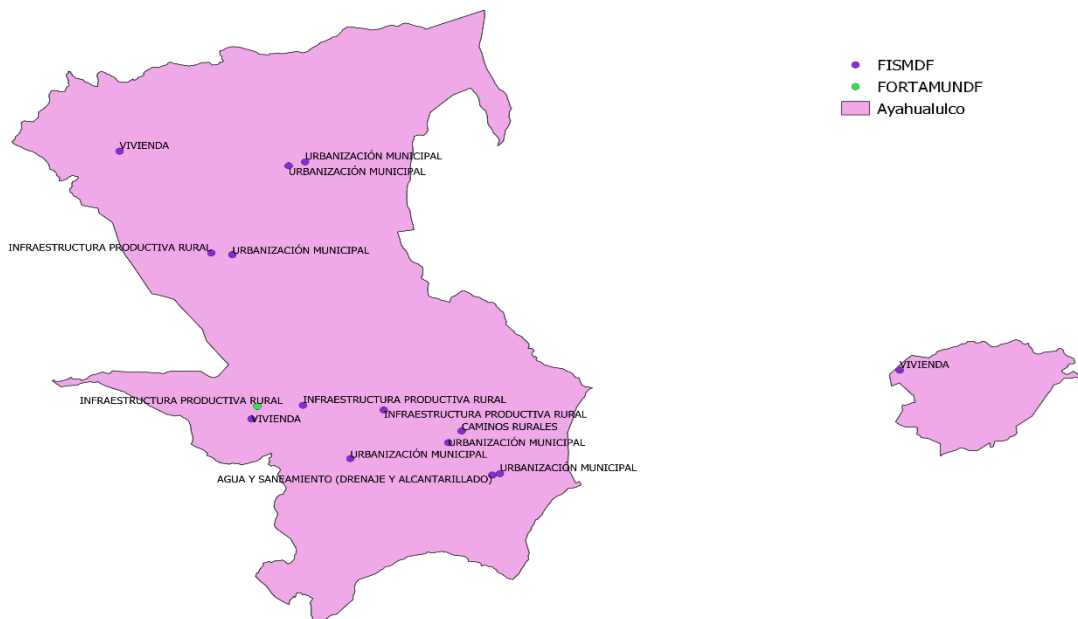 FISMDF
FORTAMUNDF
Ayahualulco
VIVIENDA
URBANIZACIÓN MUNICIPAL
URBANIZACIÓN MUNICIPAL
INFRAESTRUCTURA PRODUCTIVA RURAL
URBANIZACIÓN MUNICIPAL
VIVIENDA
INFRAESTRUCTURA PRODUCTIVA RURAL
INFRAESTRUCTURA PRODUCTIVA RURAL
INFRAESTRUCTURA PRODUCTIVA RURAL
VIVIENDA
CAMINOS RURALES
URBANIZACIÓN MUNICIPAL
URBANIZACIÓN MUNICIPAL
URBANIZACIÓN MUNICIPAL
AGUA Y SANEAMIENTO (DRENAJE Y ALCANTARILLADO)